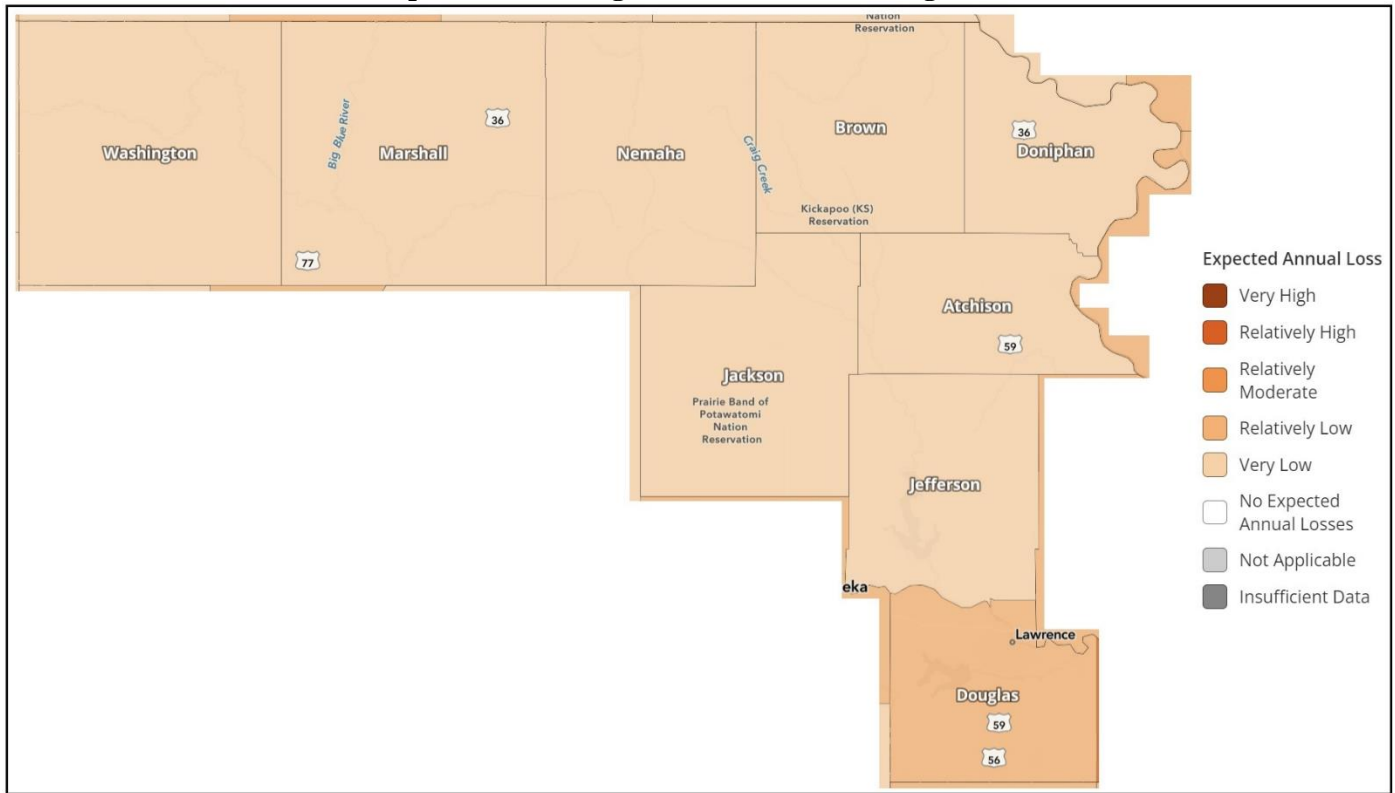 Nation
Reservation
Washington
Big Blue River
36
Marshall
Nemaha
Craig Creek
Brown
36
Doniphan
Kickapoo (KS)
Reservation
77
Atchison
59
Jackson
Prairie Band of
Potawatomi
Nation
Reservation
Jefferson
eka
Lawrence
Douglas
59
56
Expected Annual Loss
Very High
Relatively High
Relatively
Moderate
Relatively Low
Very Low
No Expected
Annual Losses
Not Applicable
Insufficient Data